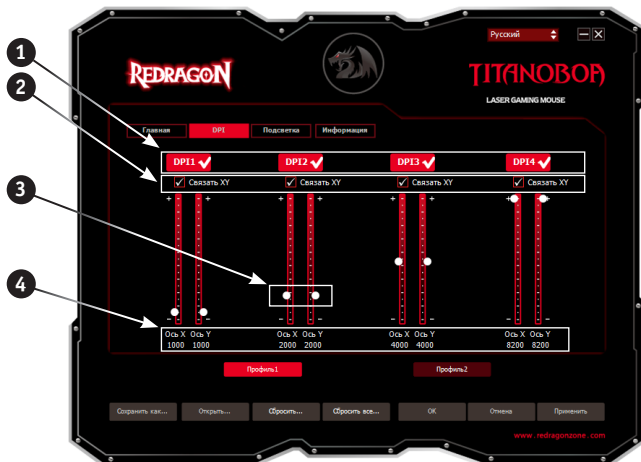 Русский
REDRAGON
TITANOBOA
LASER GAMING MOUSE
1
2
3
4
Главная DPI Подсветка Информация
DPI1 DPI2 DPI3 DPI4
Связать XY Связать XY Связать XY Связать XY
+ + + + + + + +
- - - - - - - -
Ось X Ось Y Ось X Ось Y Ось X Ось Y Ось X Ось Y
1000 1000 2000 2000 4000 4000 8200 8200
Профиль1 Профиль2
Сохранить как... Открыть... Сбросить... Сбросить все... OK Отмена Применить
www.redragonzone.com